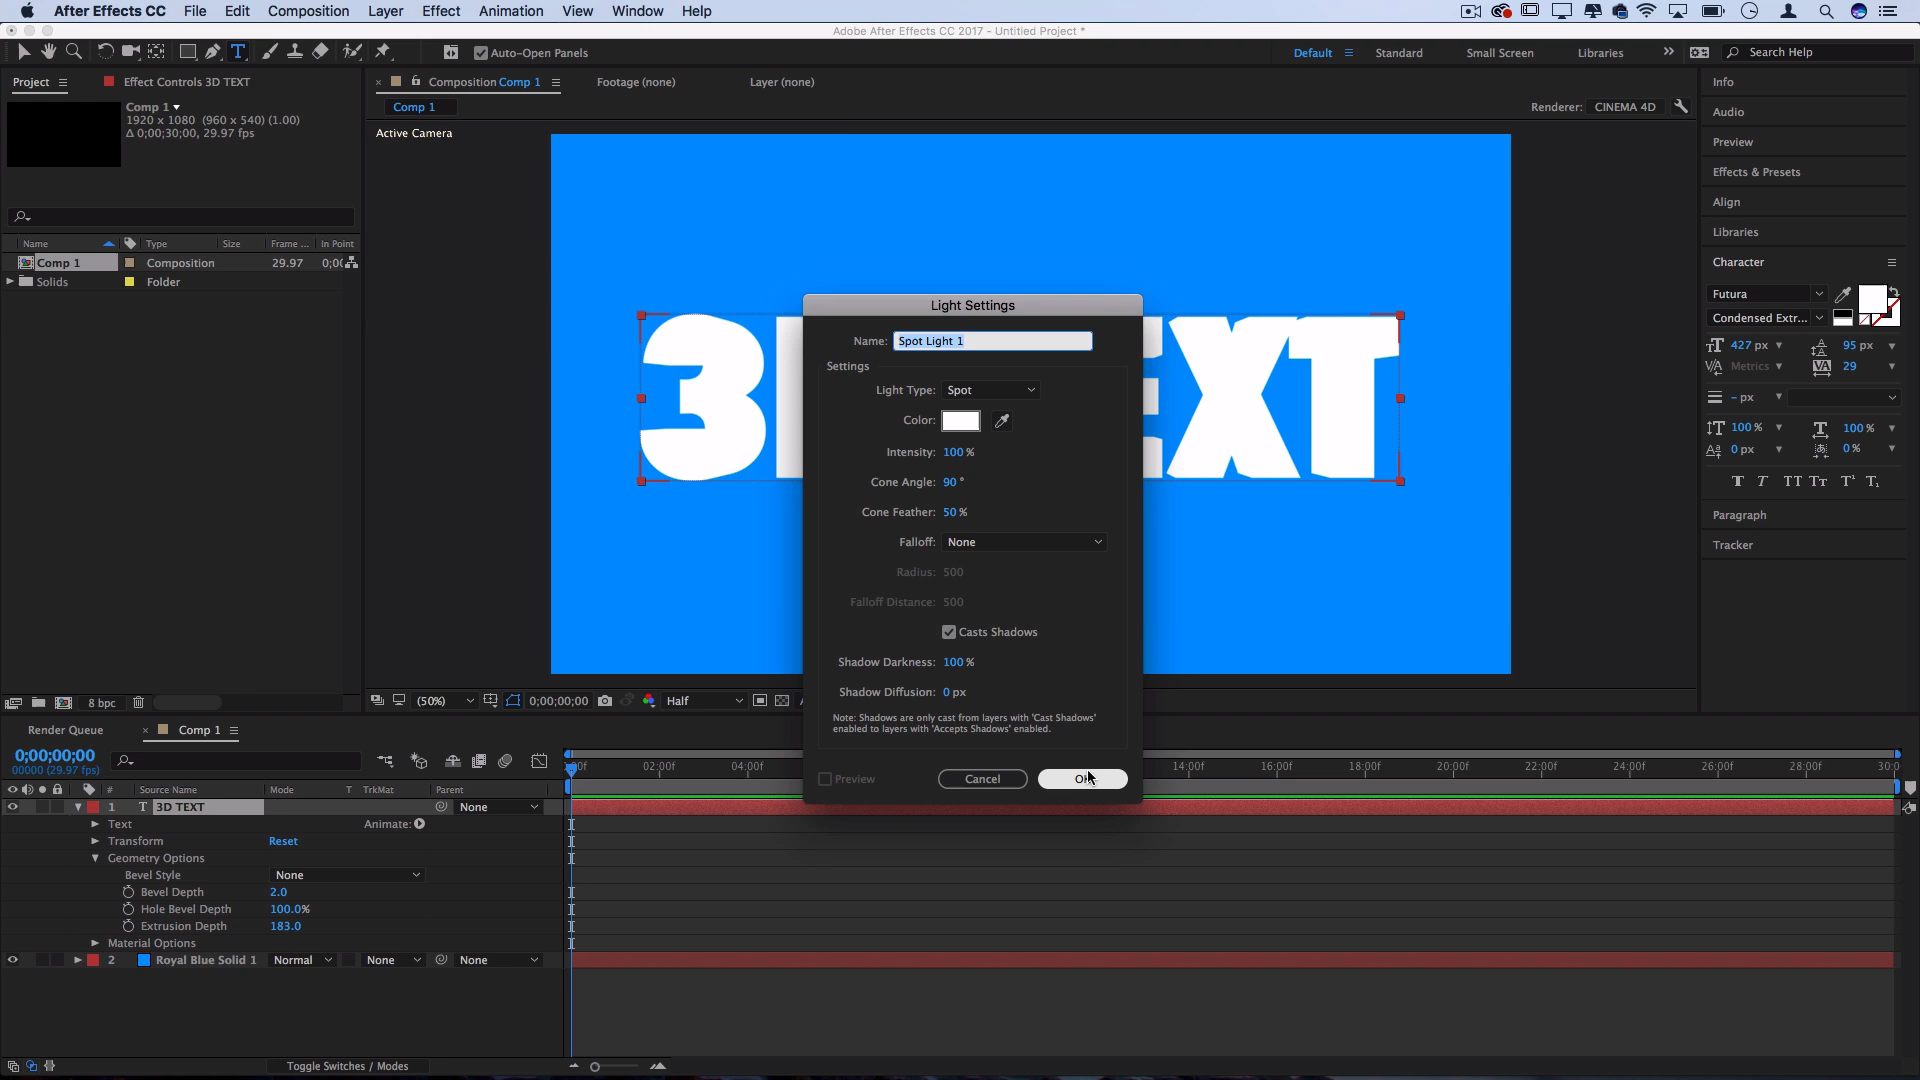 After Effects CC File Edit Composition Layer Effect Animation View Window Help
Adobe After Effects CC 2017 - Untitled Project *
Auto-Open Panels Default Standard Small Screen Libraries Search Help
Project Effect Controls 3D TEXT
Composition Comp 1 Footage (none) Layer (none)
Comp 1
1920 x 1080 (960 x 540) (1.00)
Δ 0;00;30;00, 29.97 fps
Comp 1
Renderer: CINEMA 4D
Active Camera
Name Type Size Frame ... In Point
Comp 1 Composition 29.97
Solids Folder
3 EXT
Light Settings
Name: Spot Light 1
Settings
Light Type: Spot
Color:
Intensity: 100 %
Cone Angle: 90 °
Cone Feather: 50 %
Falloff: None
Radius: 500
Falloff Distance: 500
Casts Shadows
Shadow Darkness: 100 %
Shadow Diffusion: 0 px
Note: Shadows are only cast from layers with 'Cast Shadows'
enabled to layers with 'Accepts Shadows' enabled.
Preview Cancel
Info
Audio
Preview
Effects & Presets
Align
Libraries
Character
Futura
Condensed Extr...
427 px 95 px
Metrics 29
- px
100 % 100 %
0 px 0 %
T T TT Tt T¹ T₁
Paragraph
Tracker
8 bpc
(50%) 0;00;00;00 Half
Render Queue Comp 1
0;00;00;00
00000 (29.97 fps)
02:00f 04:00f 14:00f 16:00f 18:00f 20:00f 22:00f 24:00f 26:00f 28:00f 30:0
# Source Name Mode T TrkMat Parent
1 T 3D TEXT None
Text Animate:
Transform Reset
Geometry Options
Bevel Style None
Bevel Depth 2.0
Hole Bevel Depth 100.0%
Extrusion Depth 183.0
Material Options
2 Royal Blue Solid 1 Normal None None
Toggle Switches / Modes